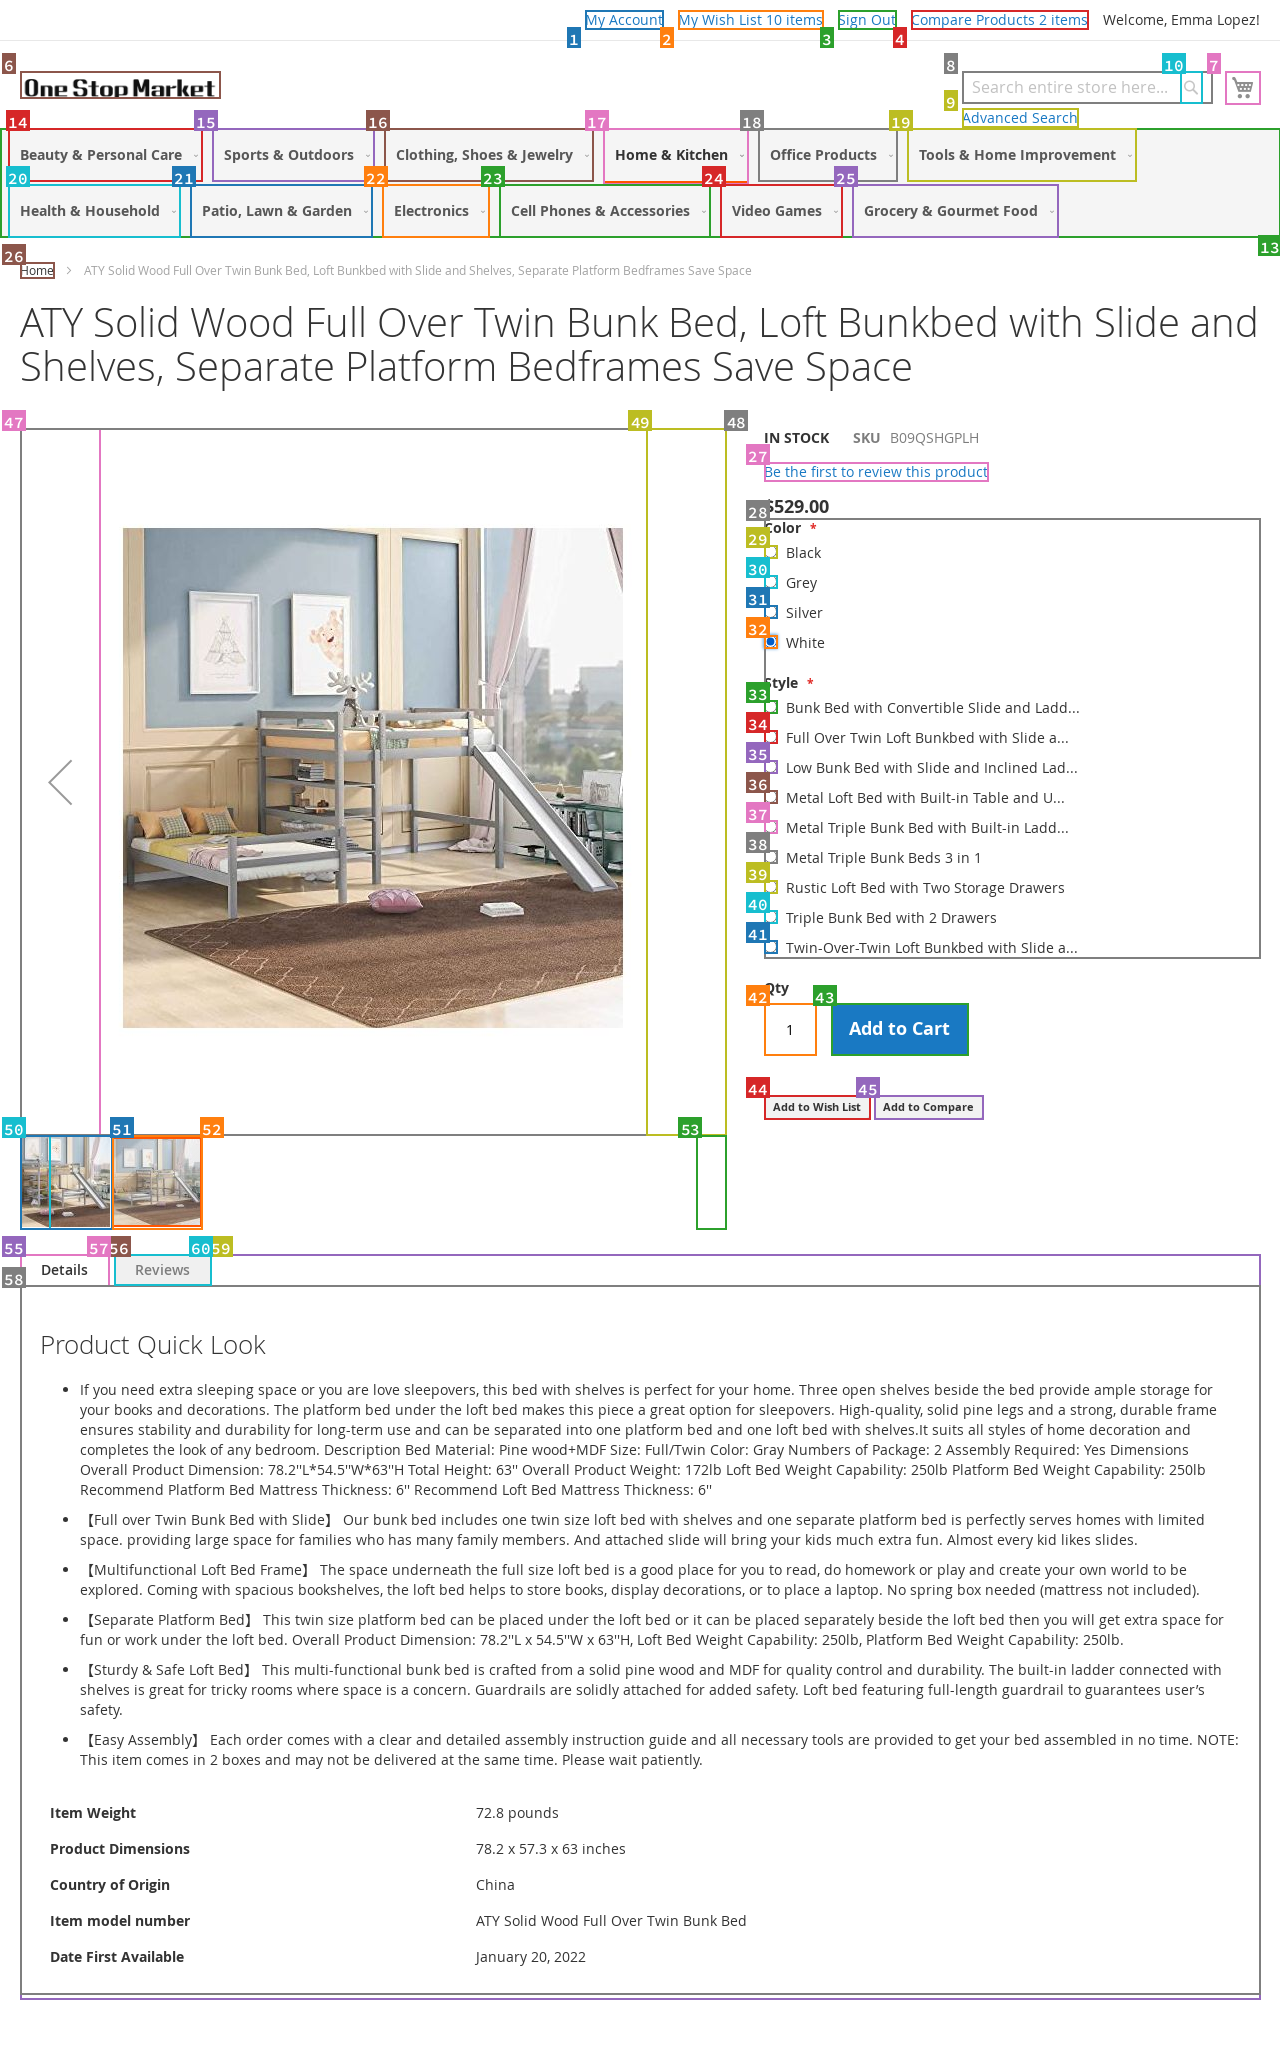 My Account My Wish List 10 items Sign Out Compare Products 2 items Welcome, Emma Lopez!
1 2 3 4
6 8 10 7
One Stop Market Search entire store here...
9 Advanced Search
14 15 16 17 18 19
Beauty & Personal Care Sports & Outdoors Clothing, Shoes & Jewelry Home & Kitchen Office Products Tools & Home Improvement
20 21 22 23 24 25
Health & Household Patio, Lawn & Garden Electronics Cell Phones & Accessories Video Games Grocery & Gourmet Food
26 13
Home ATY Solid Wood Full Over Twin Bunk Bed, Loft Bunkbed with Slide and Shelves, Separate Platform Bedframes Save Space
ATY Solid Wood Full Over Twin Bunk Bed, Loft Bunkbed with Slide and
Shelves, Separate Platform Bedframes Save Space
47 49 48
IN STOCK SKU B09QSHGPLH
27
Be the first to review this product
$529.00
28
Color *
29
Black
30
Grey
31
Silver
32
White
Style *
33
Bunk Bed with Convertible Slide and Ladd...
34
Full Over Twin Loft Bunkbed with Slide a...
35
Low Bunk Bed with Slide and Inclined Lad...
36
Metal Loft Bed with Built-in Table and U...
37
Metal Triple Bunk Bed with Built-in Ladd...
38
Metal Triple Bunk Beds 3 in 1
39
Rustic Loft Bed with Two Storage Drawers
40
Triple Bunk Bed with 2 Drawers
41
Twin-Over-Twin Loft Bunkbed with Slide a...
Qty
42 43
1 Add to Cart
44 45
Add to Wish List Add to Compare
50 51 52 53
55 57 56 60 59
Details Reviews
58
Product Quick Look
• If you need extra sleeping space or you are love sleepovers, this bed with shelves is perfect for your home. Three open shelves beside the bed provide ample storage for
your books and decorations. The platform bed under the loft bed makes this piece a great option for sleepovers. High-quality, solid pine legs and a strong, durable frame
ensures stability and durability for long-term use and can be separated into one platform bed and one loft bed with shelves.It suits all styles of home decoration and
completes the look of any bedroom. Description Bed Material: Pine wood+MDF Size: Full/Twin Color: Gray Numbers of Package: 2 Assembly Required: Yes Dimensions
Overall Product Dimension: 78.2''L*54.5''W*63''H Total Height: 63'' Overall Product Weight: 172lb Loft Bed Weight Capability: 250lb Platform Bed Weight Capability: 250lb
Recommend Platform Bed Mattress Thickness: 6'' Recommend Loft Bed Mattress Thickness: 6''
• 【Full over Twin Bunk Bed with Slide】 Our bunk bed includes one twin size loft bed with shelves and one separate platform bed is perfectly serves homes with limited
space. providing large space for families who has many family members. And attached slide will bring your kids much extra fun. Almost every kid likes slides.
• 【Multifunctional Loft Bed Frame】 The space underneath the full size loft bed is a good place for you to read, do homework or play and create your own world to be
explored. Coming with spacious bookshelves, the loft bed helps to store books, display decorations, or to place a laptop. No spring box needed (mattress not included).
• 【Separate Platform Bed】 This twin size platform bed can be placed under the loft bed or it can be placed separately beside the loft bed then you will get extra space for
fun or work under the loft bed. Overall Product Dimension: 78.2''L x 54.5''W x 63''H, Loft Bed Weight Capability: 250lb, Platform Bed Weight Capability: 250lb.
• 【Sturdy & Safe Loft Bed】 This multi-functional bunk bed is crafted from a solid pine wood and MDF for quality control and durability. The built-in ladder connected with
shelves is great for tricky rooms where space is a concern. Guardrails are solidly attached for added safety. Loft bed featuring full-length guardrail to guarantees user’s
safety.
• 【Easy Assembly】 Each order comes with a clear and detailed assembly instruction guide and all necessary tools are provided to get your bed assembled in no time. NOTE:
This item comes in 2 boxes and may not be delivered at the same time. Please wait patiently.
Item Weight 72.8 pounds
Product Dimensions 78.2 x 57.3 x 63 inches
Country of Origin China
Item model number ATY Solid Wood Full Over Twin Bunk Bed
Date First Available January 20, 2022